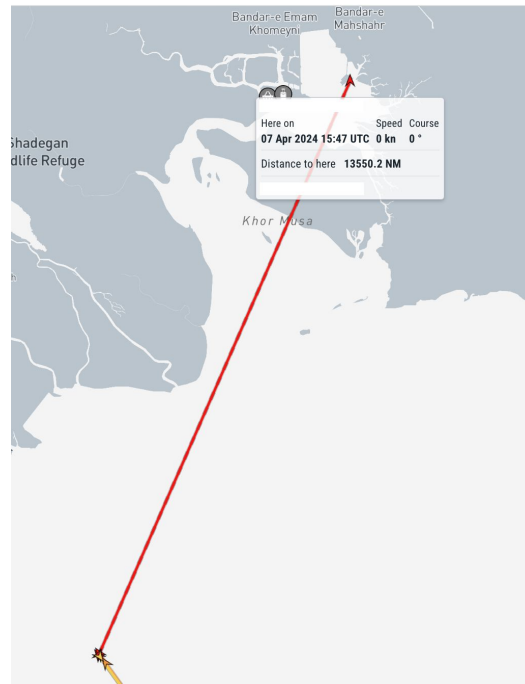 Bandar-e Emam
Khomeyni
Bandar-e
Mahshahr
Here on Speed Course
07 Apr 2024 15:47 UTC 0 kn 0 °
Distance to here 13550.2 NM
Shadegan
dlife Refuge
Khor Musa
h